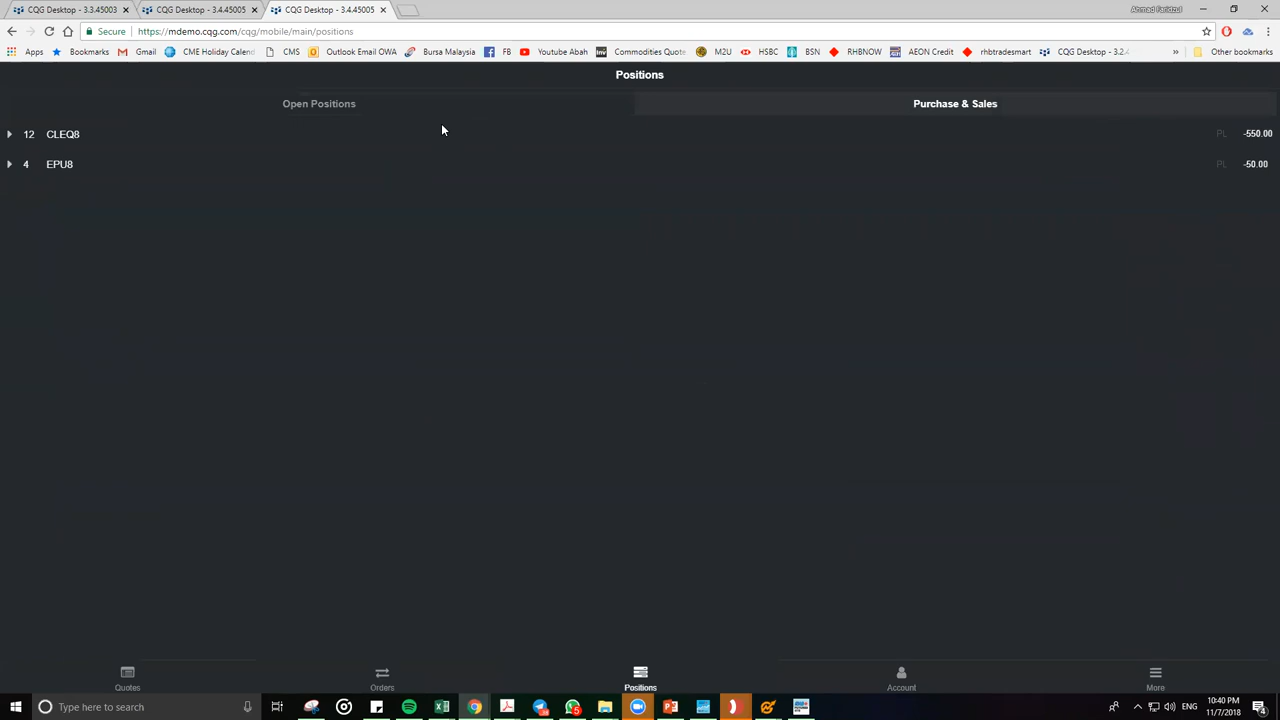 CQG Desktop - 3.3.45003
CQG Desktop - 3.4.45005
CQG Desktop - 3.4.45005
Ahmad Faridzul
Secure
https://mdemo.cqg.com/cqg/mobile/main/positions
Apps
Bookmarks
Gmail
CME Holiday Calend
CMS
Outlook Email OWA
Bursa Malaysia
FB
Youtube Abah
Commodities Quote
M2U
HSBC
BSN
RHBNOW
AEON Credit
rhbtradesmart
CQG Desktop - 3.2.4
»
Other bookmarks
Positions
Open Positions
Purchase & Sales
12 CLEQ8 PL -550.00
4 EPU8 PL -50.00
Quotes
Orders
Positions
Account
More
Type here to search
5
ENG
10:40 PM
11/7/2018
4